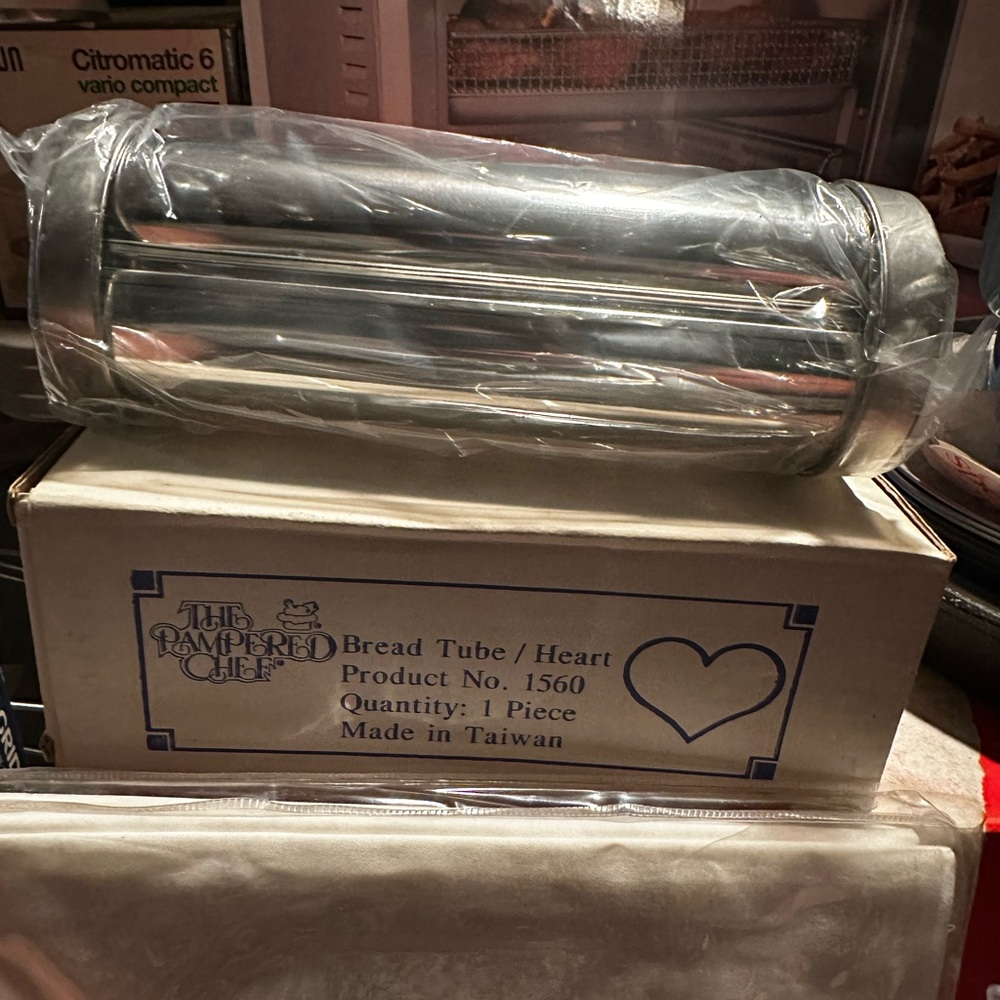 Citromatic 6
vario compact
THE
PAMPERED
CHEF®
Bread Tube / Heart
Product No. 1560
Quantity: 1 Piece
Made in Taiwan